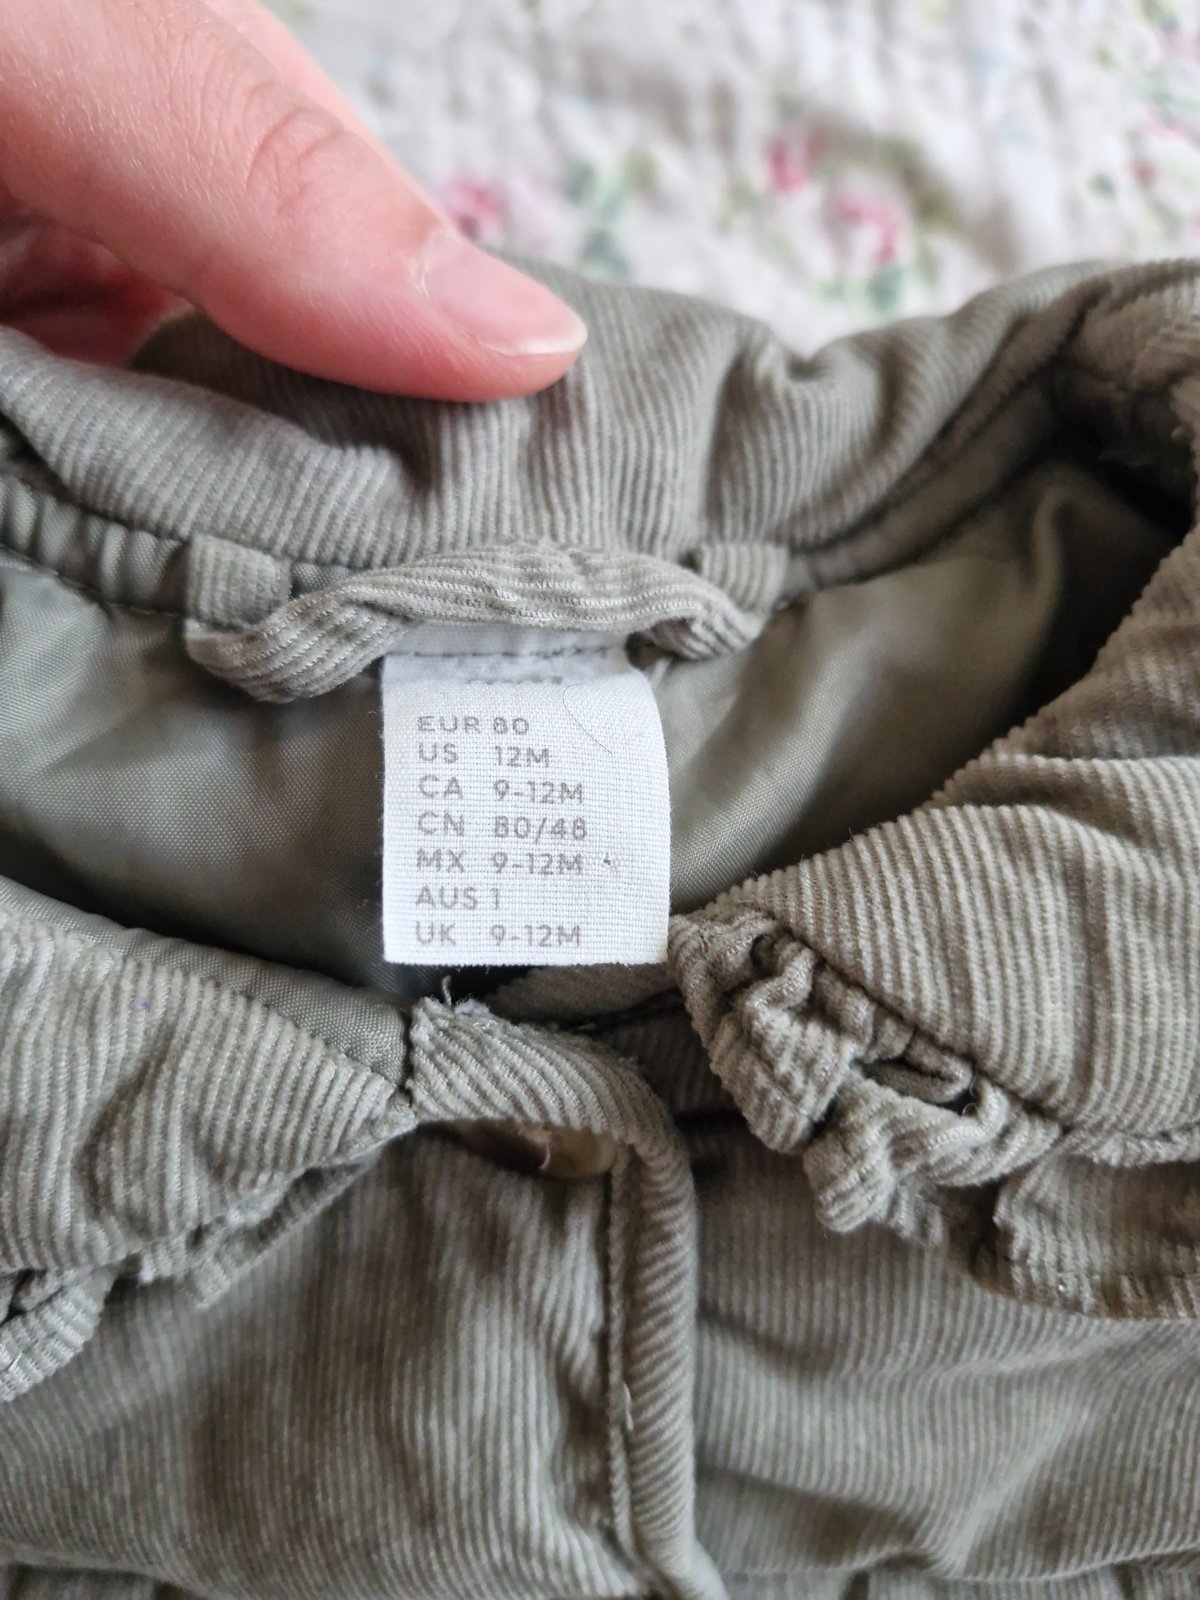 EUR 80
US 12M
CA 9-12M
CN 80/48
MX 9-12M
AUS 1
UK 9-12M